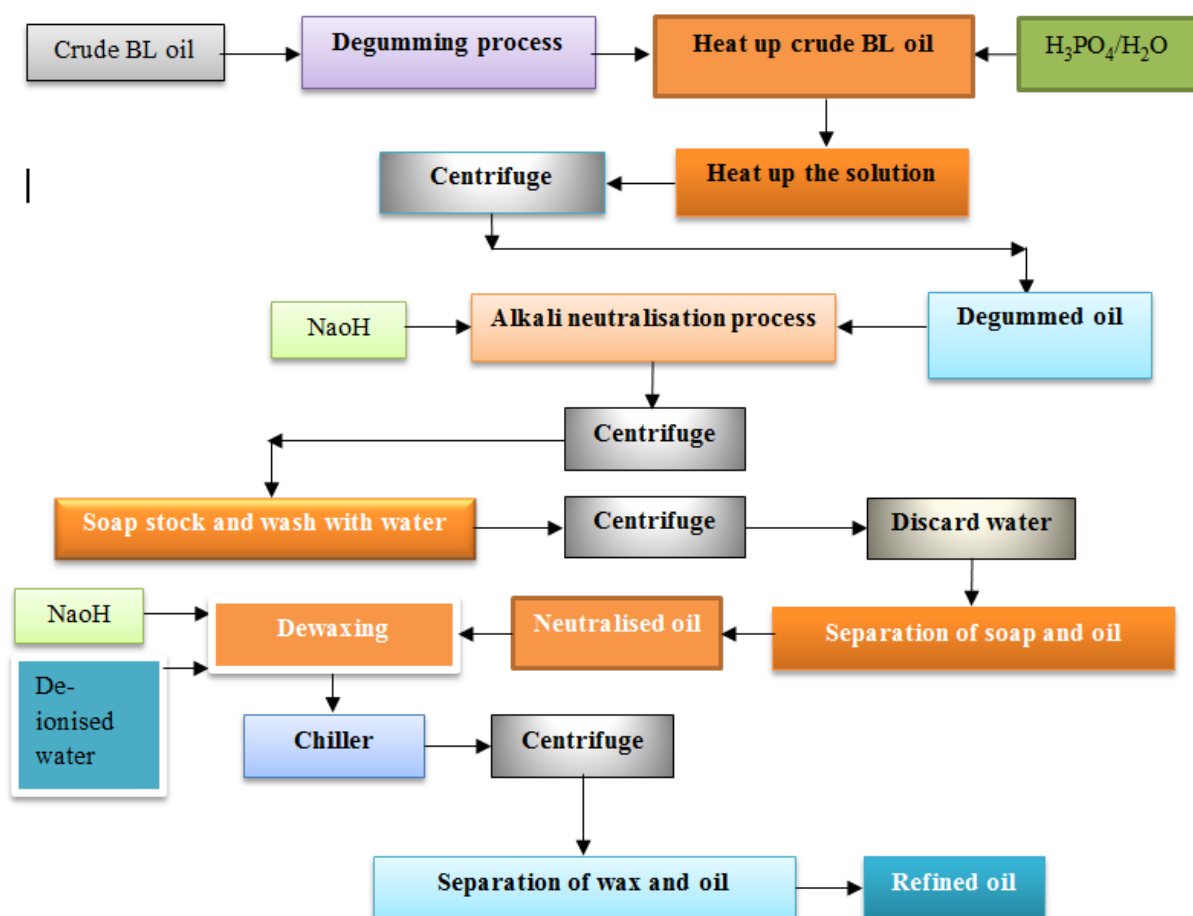 Crude BL oil
Degumming process
Heat up crude BL oil
H₃PO₄/H₂O
Centrifuge
Heat up the solution
NaoH
Alkali neutralisation process
Degummed oil
Centrifuge
Soap stock and wash with water
Centrifuge
Discard water
NaoH
Dewaxing
Neutralised oil
Separation of soap and oil
De-
ionised
water
Chiller
Centrifuge
Separation of wax and oil
Refined oil